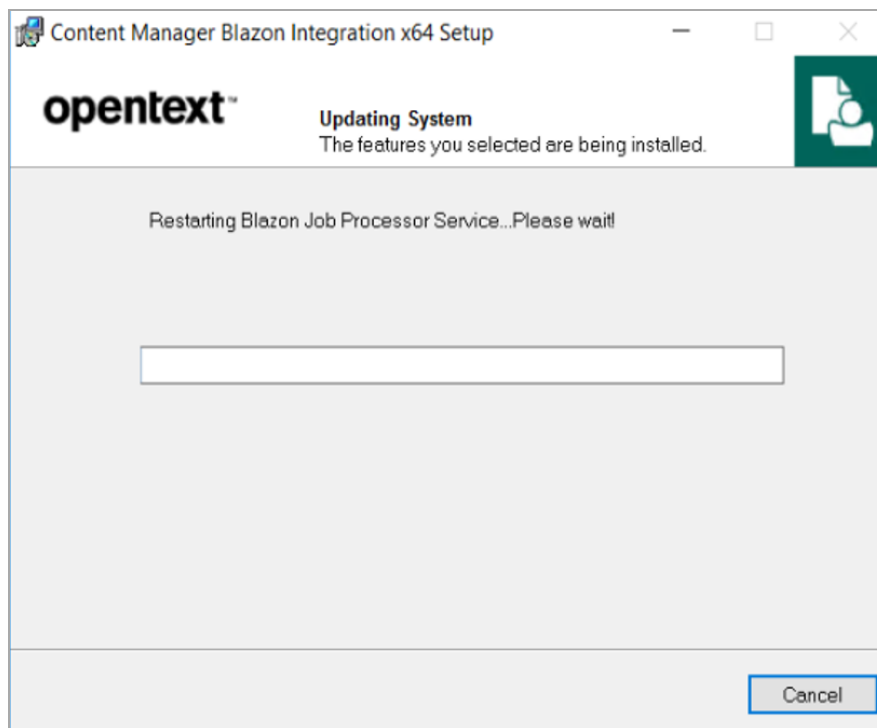 Content Manager Blazon Integration x64 Setup
opentext™
Updating System
The features you selected are being installed.
Restarting Blazon Job Processor Service...Please wait!
Cancel